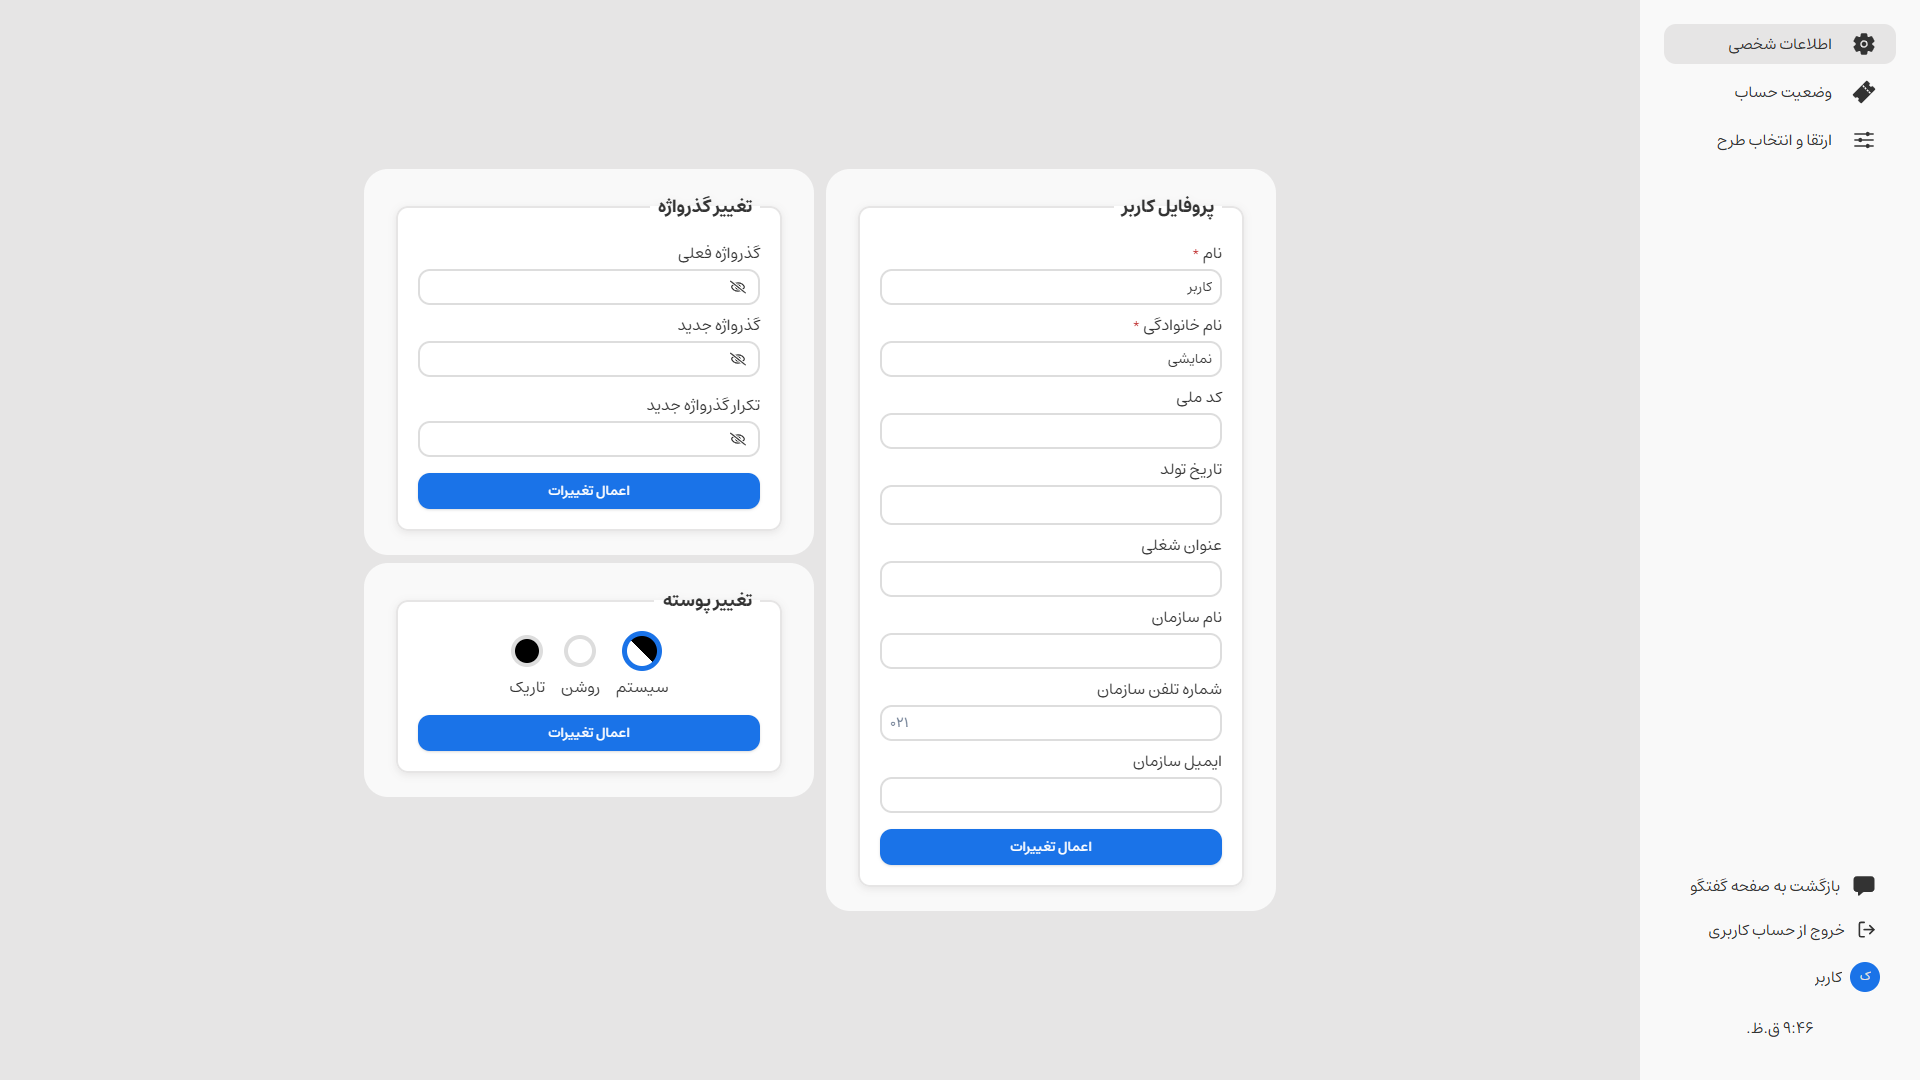 اطلاعات شخصی
وضعیت حساب
ارتقا و انتخاب طرح
پروفایل کاربر
نام *
کاربر
نام خانوادگی *
نمایشی
کد ملی
تاریخ تولد
عنوان شغلی
نام سازمان
شماره تلفن سازمان
۰۲۱
ایمیل سازمان
اعمال تغییرات
تغییر گذرواژه
گذرواژه فعلی
گذرواژه جدید
تکرار گذرواژه جدید
اعمال تغییرات
تغییر پوسته
سیستم
روشن
تاریک
اعمال تغییرات
بازگشت به صفحه گفتگو
خروج از حساب کاربری
ک
کاربر
۹:۴۶ ق.ظ.